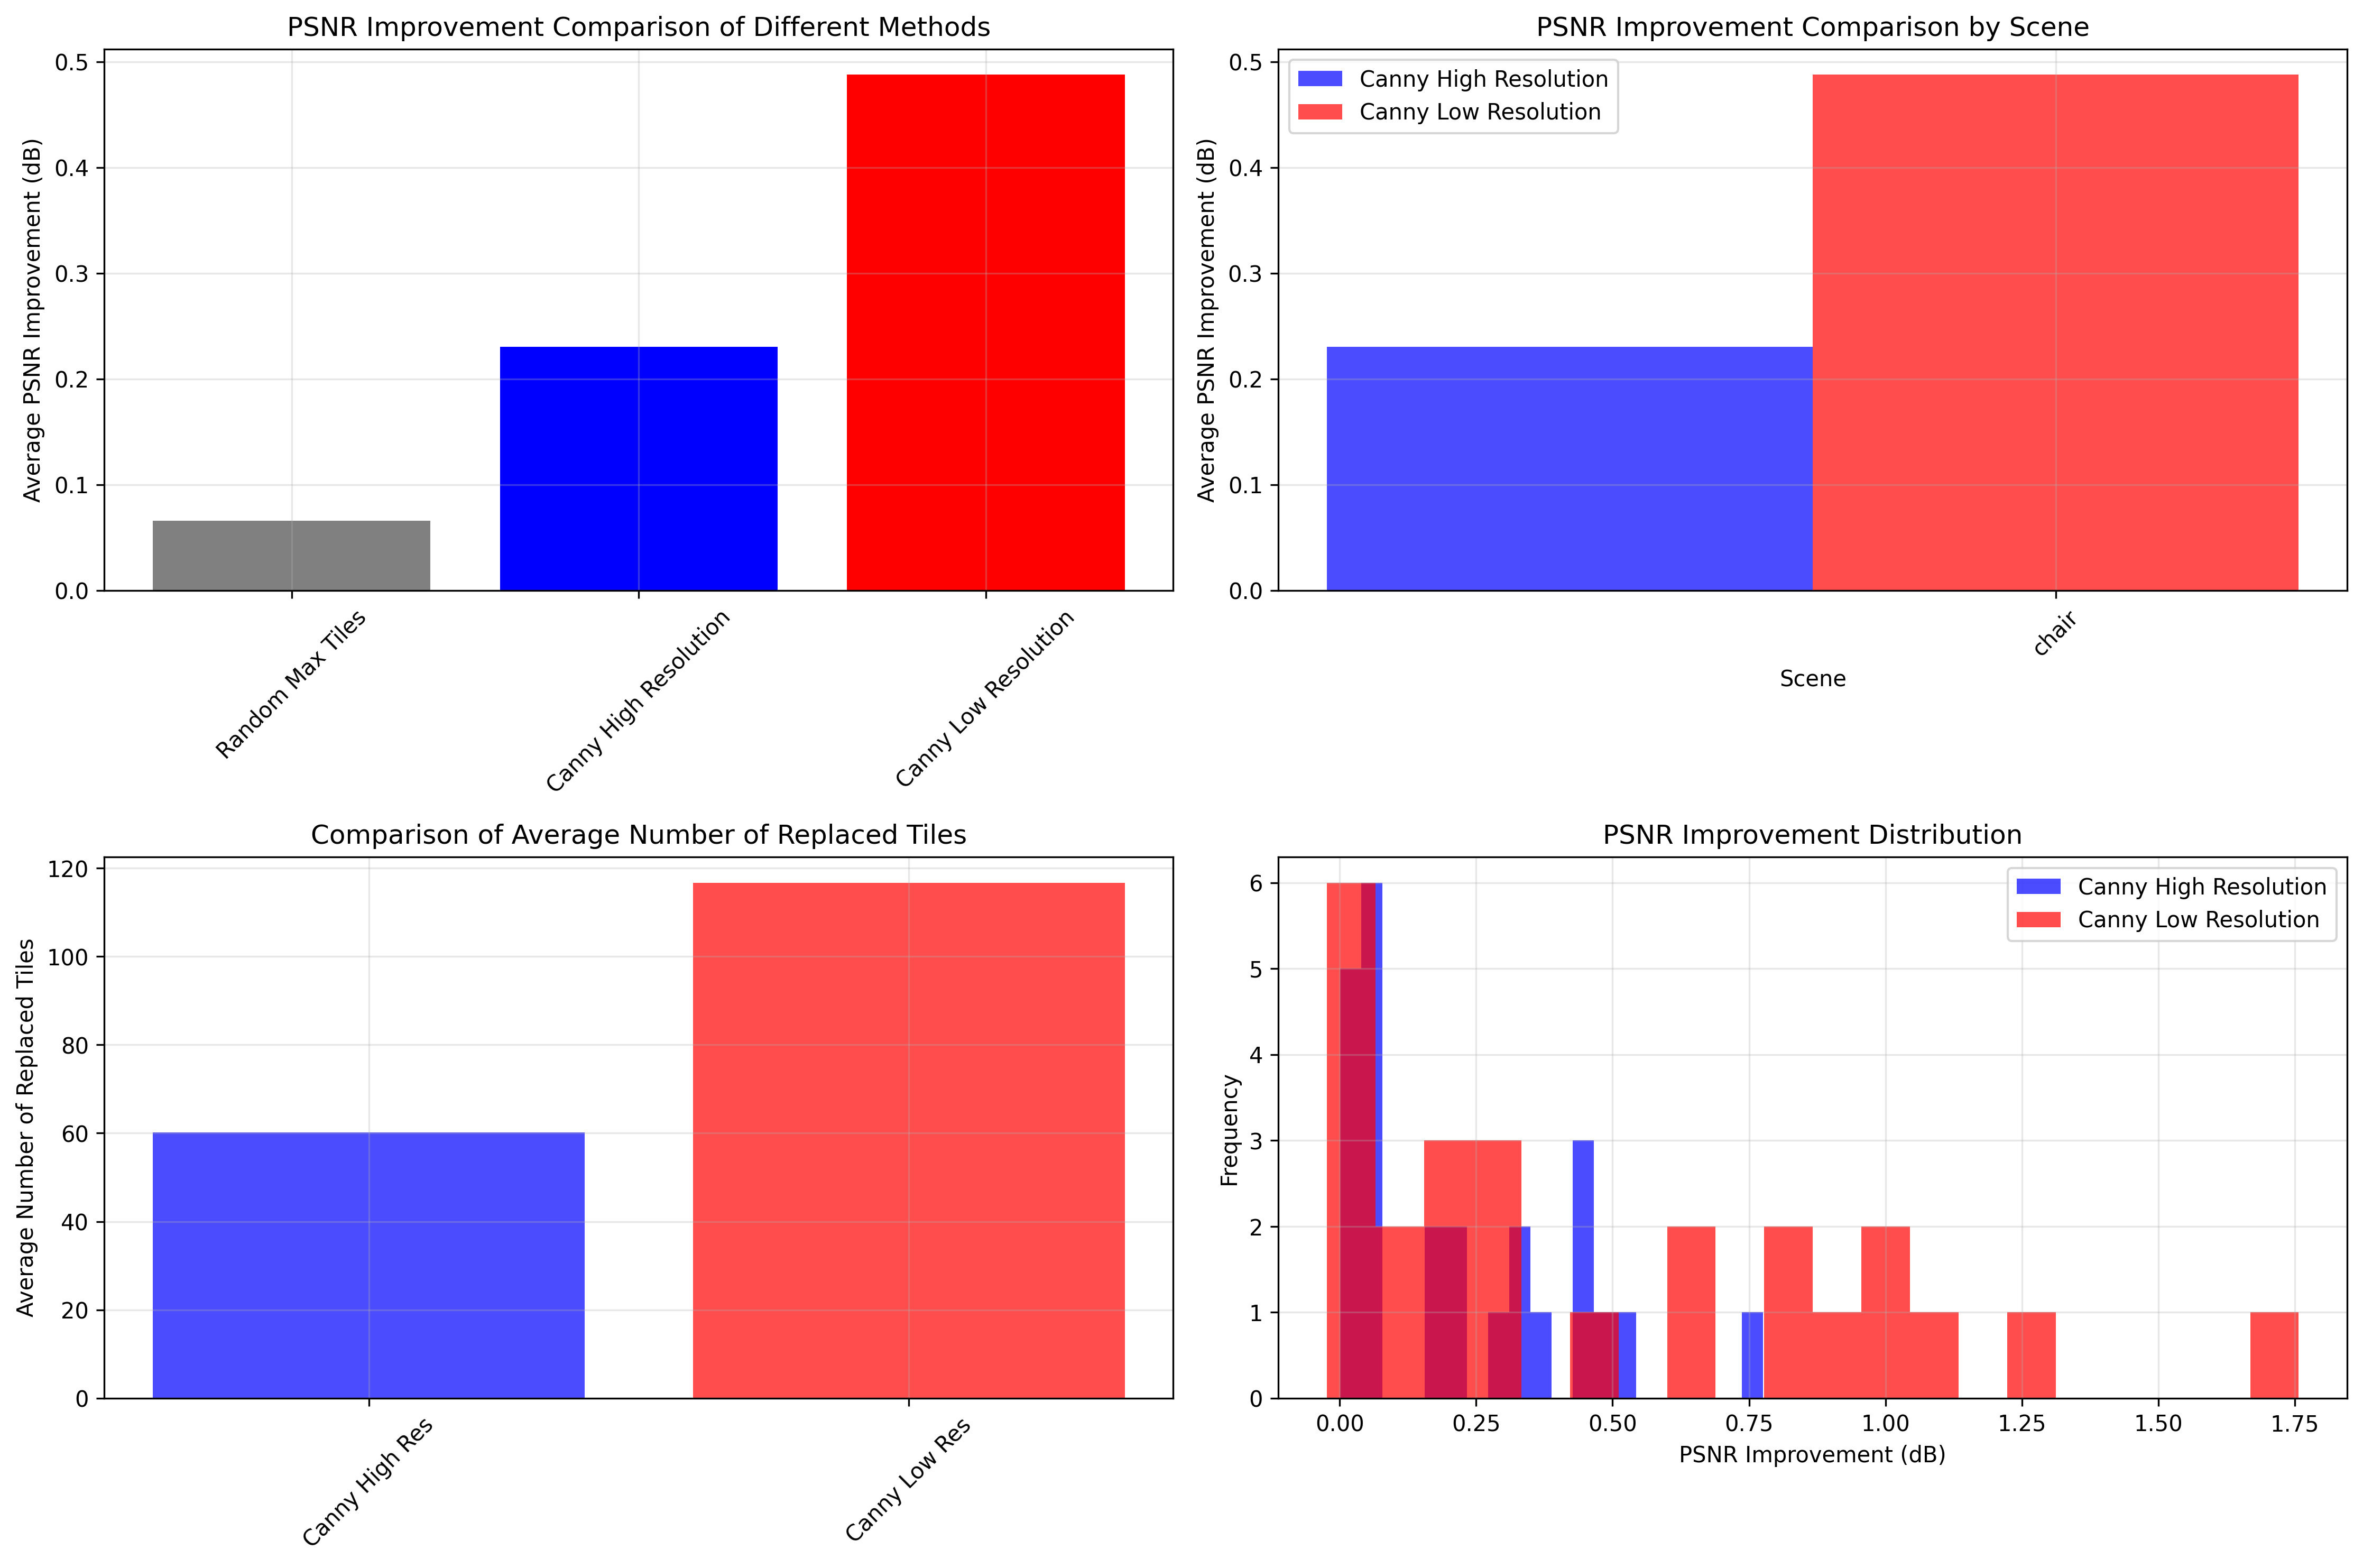 PSNR Improvement Comparison of Different Methods
Average PSNR Improvement (dB)
0.5
0.4
0.3
0.2
0.1
0.0
Random Max Tiles
Canny High Resolution
Canny Low Resolution
PSNR Improvement Comparison by Scene
Average PSNR Improvement (dB)
0.5
0.4
0.3
0.2
0.1
0.0
Canny High Resolution
Canny Low Resolution
chair
Scene
Comparison of Average Number of Replaced Tiles
Average Number of Replaced Tiles
120
100
80
60
40
20
0
Canny High Res
Canny Low Res
PSNR Improvement Distribution
Frequency
6
5
4
3
2
1
0
Canny High Resolution
Canny Low Resolution
0.00
0.25
0.50
0.75
1.00
1.25
1.50
1.75
PSNR Improvement (dB)